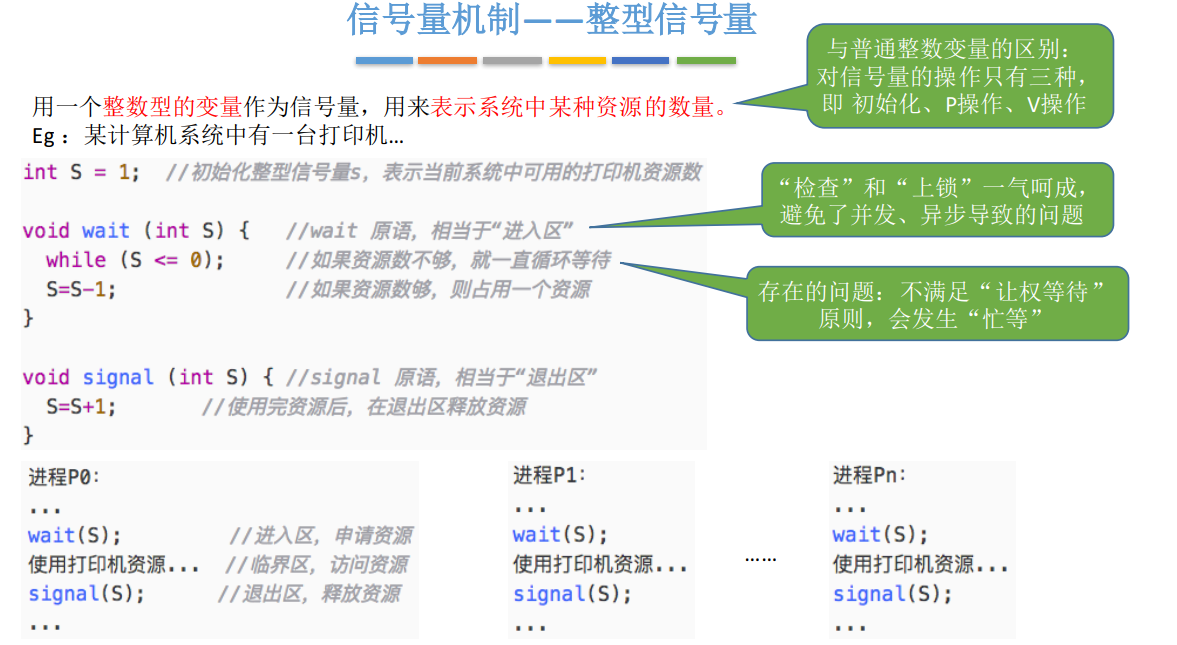 信号量机制——整型信号量
与普通整数变量的区别：
对信号量的操作只有三种，
即 初始化、P操作、V操作
用一个整数型的变量作为信号量，用来表示系统中某种资源的数量。
Eg：某计算机系统中有一台打印机...
int S = 1;  //初始化整型信号量s，表示当前系统中可用的打印机资源数
“检查”和“上锁”一气呵成，
避免了并发、异步导致的问题
void wait (int S) {   //wait 原语，相当于“进入区”
  while (S <= 0);     //如果资源数不够，就一直循环等待
  S=S-1;              //如果资源数够，则占用一个资源
}
存在的问题：不满足“让权等待”
原则，会发生“忙等”
void signal (int S) { //signal 原语，相当于“退出区”
  S=S+1;       //使用完资源后，在退出区释放资源
}
进程P0:
...
wait(S);         //进入区，申请资源
使用打印机资源...  //临界区，访问资源
signal(S);      //退出区，释放资源
...
进程P1:
...
wait(S);
使用打印机资源...
signal(S);
...
……
进程Pn:
...
wait(S);
使用打印机资源...
signal(S);
...